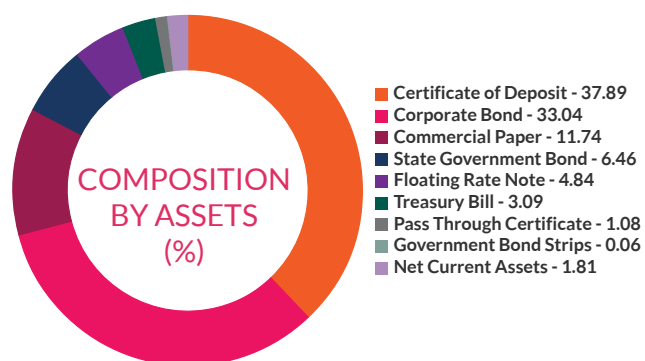 COMPOSITION
BY ASSETS
(%)
Certificate of Deposit - 37.89
Corporate Bond - 33.04
Commercial Paper - 11.74
State Government Bond - 6.46
Floating Rate Note - 4.84
Treasury Bill - 3.09
Pass Through Certificate - 1.08
Government Bond Strips - 0.06
Net Current Assets - 1.81